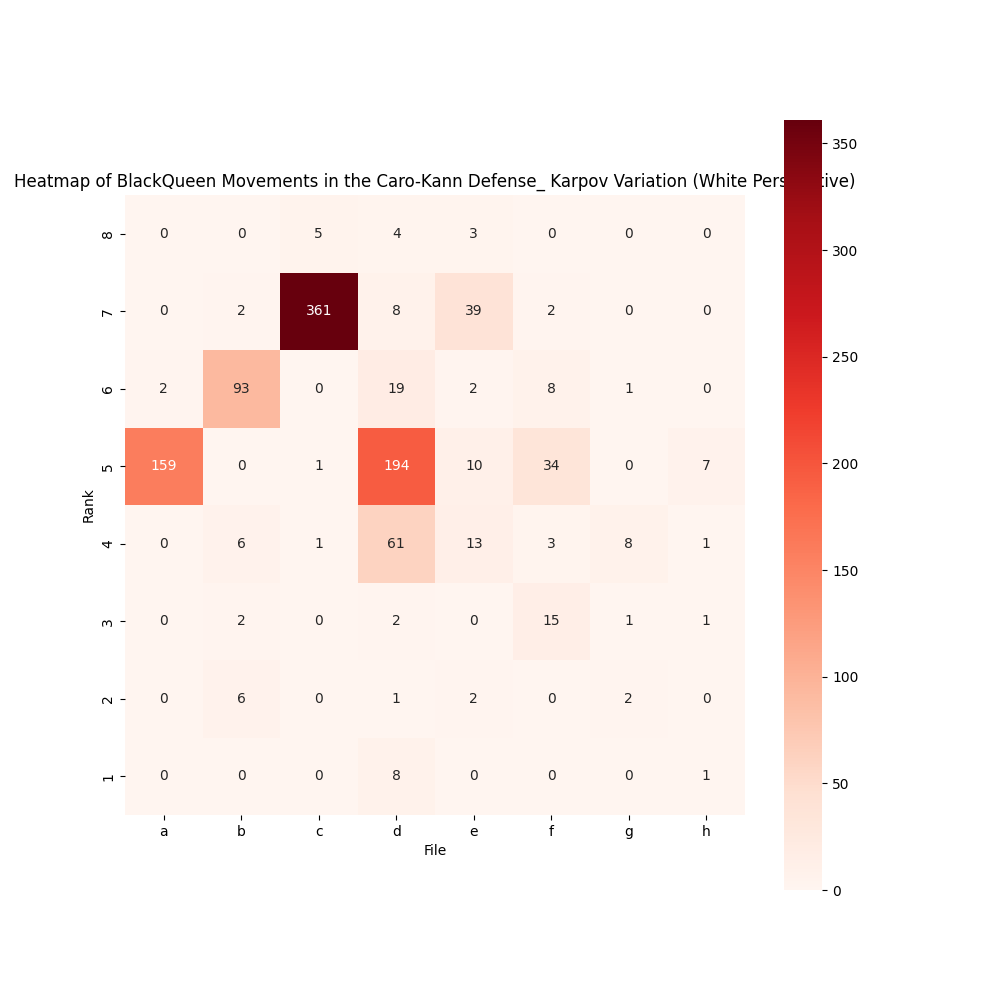 Heatmap of BlackQueen Movements in the Caro-Kann Defense_ Karpov Variation (White Perspective)
8 0 0 5 4 3 0 0 0
7 0 2 361 8 39 2 0 0
6 2 93 0 19 2 8 1 0
5 159 0 1 194 10 34 0 7
4 0 6 1 61 13 3 8 1
3 0 2 0 2 0 15 1 1
2 0 6 0 1 2 0 2 0
1 0 0 0 8 0 0 0 1
a b c d e f g h
File
Rank
350
300
250
200
150
100
50
0